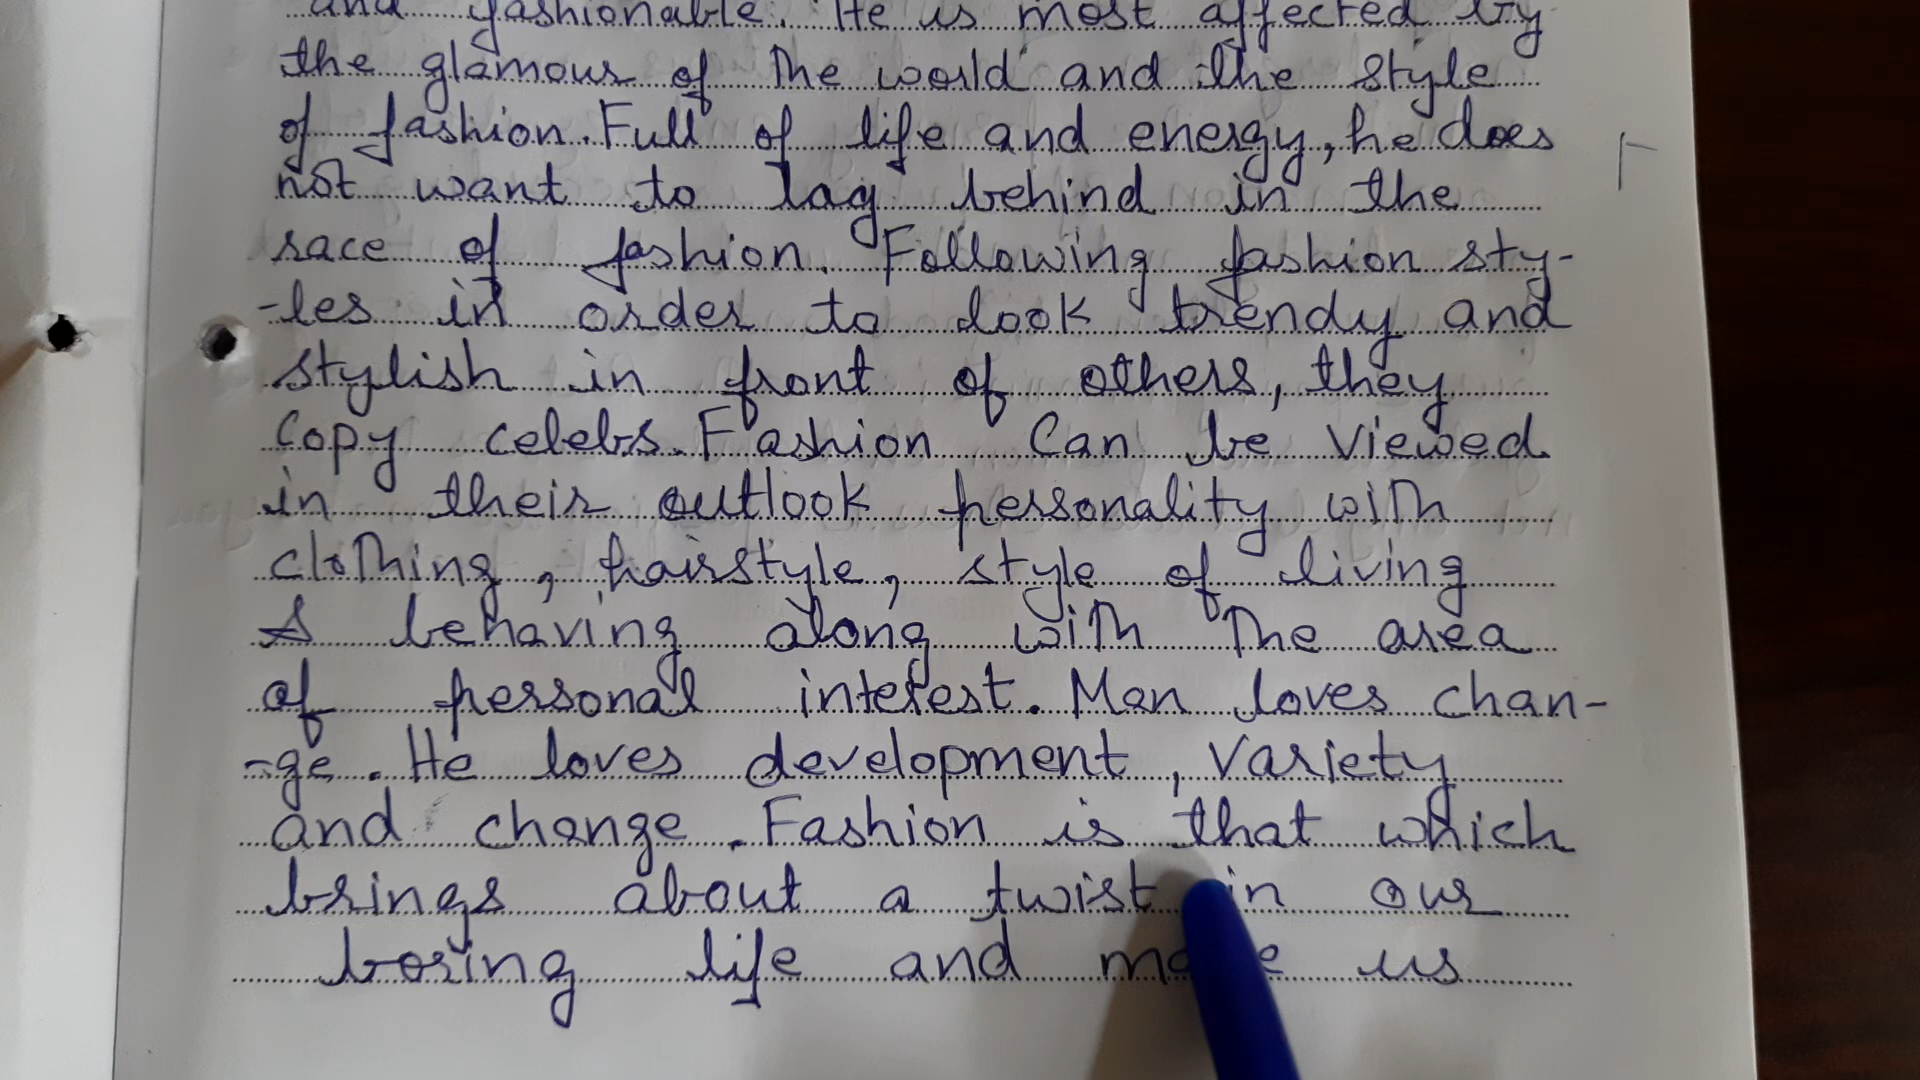 and fashionable. He is most affected by
the glamour of the world and the style
of fashion. Full of life and energy, he does
not want to lag behind in the
race of fashion. Following fashion sty-
-les in order to look trendy and
stylish in front of others, they
copy celebs. Fashion can be viewed
in their outlook personality with
clothing, hairstyle, style of living
& behaving along with the area
of personal interest. Man loves chan-
-ge. He loves development, variety
and change. Fashion is that which
brings about a twist in our
boring life and us